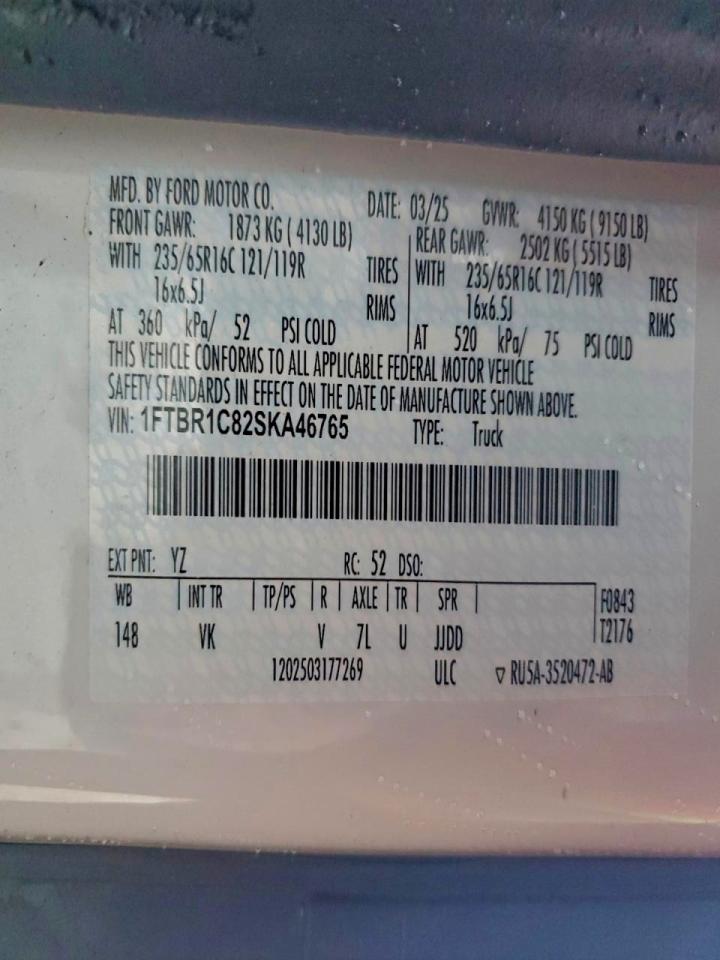 MFD. BY FORD MOTOR CO. DATE: 03/25 GVWR: 4150 KG ( 9150 LB)
FRONT GAWR: 1873 KG ( 4130 LB) REAR GAWR: 2502 KG ( 5515 LB)
WITH 235/65R16C 121/119R TIRES WITH 235/65R16C 121/119R TIRES
16x6.5J RIMS 16x6.5J RIMS
AT 360 kPa/ 52 PSI COLD AT 520 kPa/ 75 PSI COLD
THIS VEHICLE CONFORMS TO ALL APPLICABLE FEDERAL MOTOR VEHICLE
SAFETY STANDARDS IN EFFECT ON THE DATE OF MANUFACTURE SHOWN ABOVE.
VIN: 1FTBR1C82SKA46765 TYPE: Truck
EXT PNT: YZ RC: 52 DSO:
WB INT TR TP/PS R AXLE TR SPR F0843
148 VK V 7L U JJDD T2176
1202503177269 ULC ▽ RU5A-3520472-AB